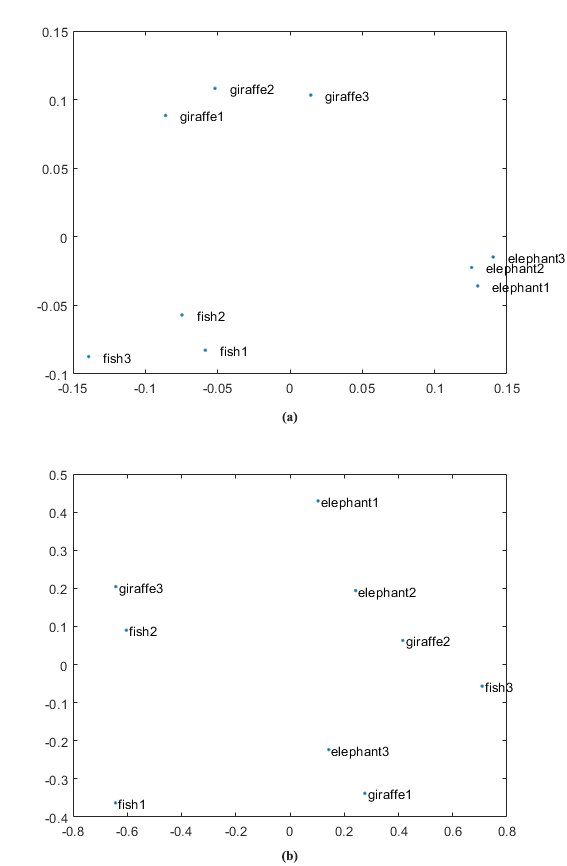 0.15
giraffe2
giraffe3
0.1
giraffe1
0.05
0
elephant3
elephant2
elephant1
-0.05
fish2
fish1
fish3
-0.1
-0.15 -0.1 -0.05 0 0.05 0.1 0.15
(a)
0.5
elephant1
0.4
0.3
0.2
giraffe3
elephant2
0.1
fish2
giraffe2
0
fish3
-0.1
-0.2
elephant3
-0.3
giraffe1
fish1
-0.4
-0.8 -0.6 -0.4 -0.2 0 0.2 0.4 0.6 0.8
(b)